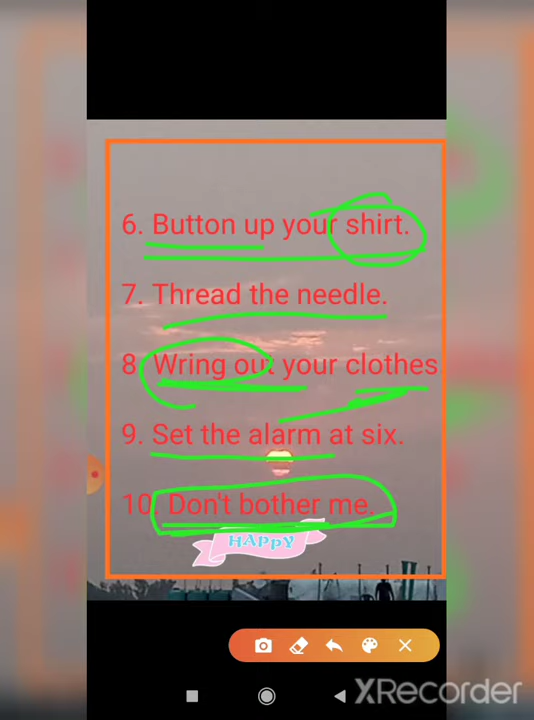 6. Button up your shirt.
7. Thread the needle.
8 Wring out your clothes
9. Set the alarm at six.
10. Don't bother me.
HAPPY
XRecorder